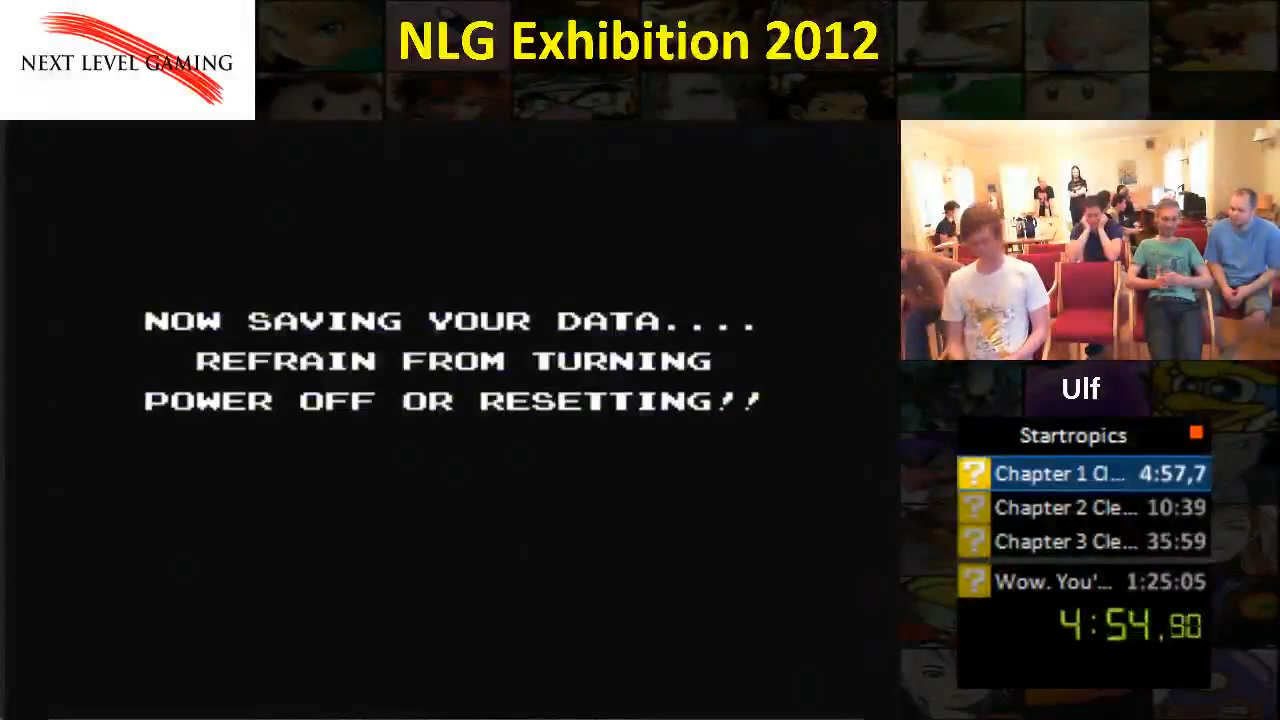 NEXT LEVEL GAMING
NLG Exhibition 2012
NOW SAVING YOUR DATA....
REFRAIN FROM TURNING
POWER OFF OR RESETTING!!
Ulf
Startropics
Chapter 1 Cl... 4:57,7
Chapter 2 Cle... 10:39
Chapter 3 Cle... 35:59
Wow. You'... 1:25:05
4:54,90